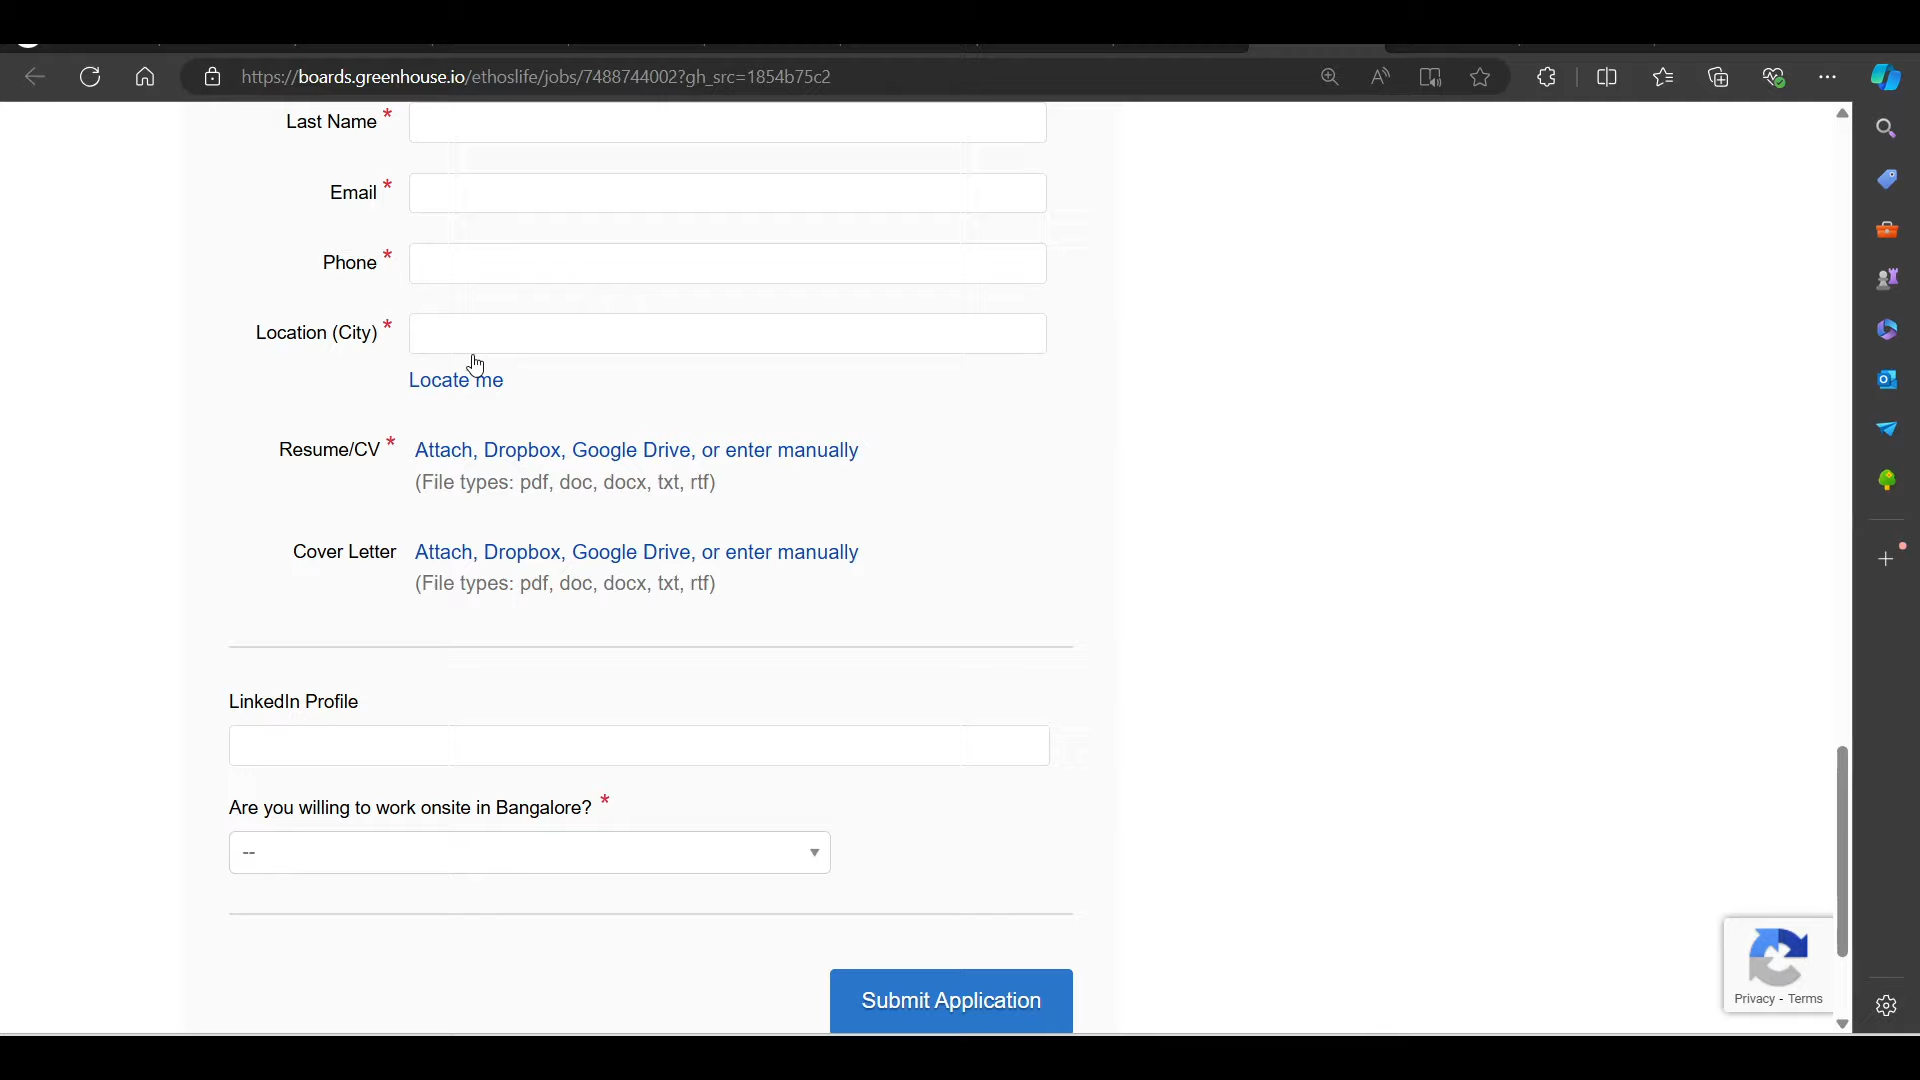 https://boards.greenhouse.io/ethoslife/jobs/7488744002?gh_src=1854b75c2
Last Name *
Email *
Phone *
Location (City) *
Locate me
Resume/CV * Attach, Dropbox, Google Drive, or enter manually
(File types: pdf, doc, docx, txt, rtf)
Cover Letter Attach, Dropbox, Google Drive, or enter manually
(File types: pdf, doc, docx, txt, rtf)
LinkedIn Profile
Are you willing to work onsite in Bangalore? *
--
Submit Application
Privacy - Terms